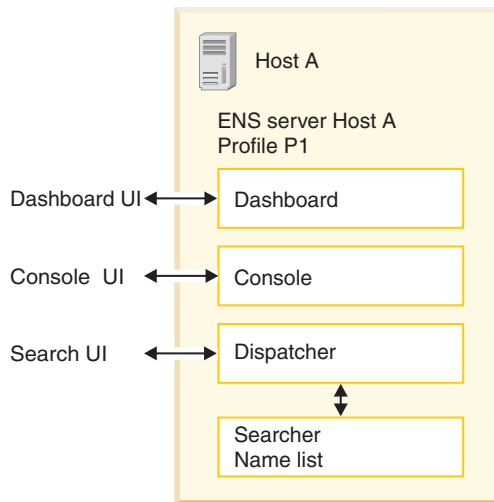 Host A
ENS server Host A
Profile P1
Dashboard UI
Dashboard
Console UI
Console
Search UI
Dispatcher
Searcher
Name list